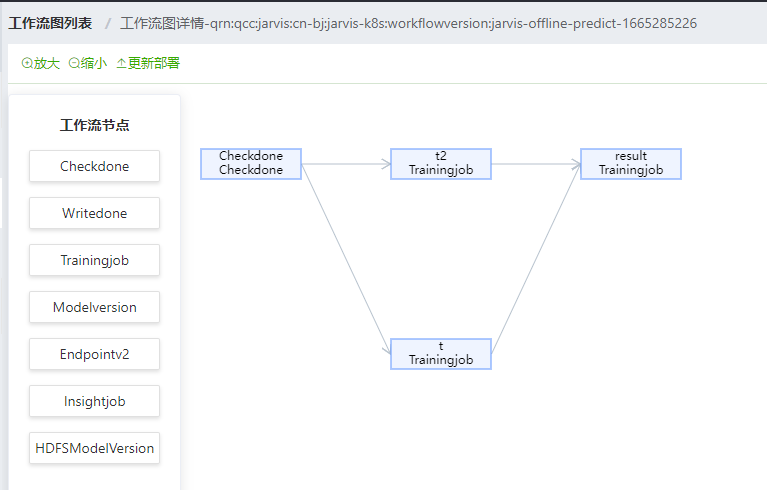 工作流图列表 / 工作流图详情-qrn:qcc:jarvis:cn-bj:jarvis-k8s:workflowversion:jarvis-offline-predict-1665285226
放大 缩小 更新部署
工作流节点
Checkdone
Writedone
Trainingjob
Modelversion
Endpointv2
Insightjob
HDFSModelVersion
Checkdone
Checkdone
t2
Trainingjob
result
Trainingjob
t
Trainingjob